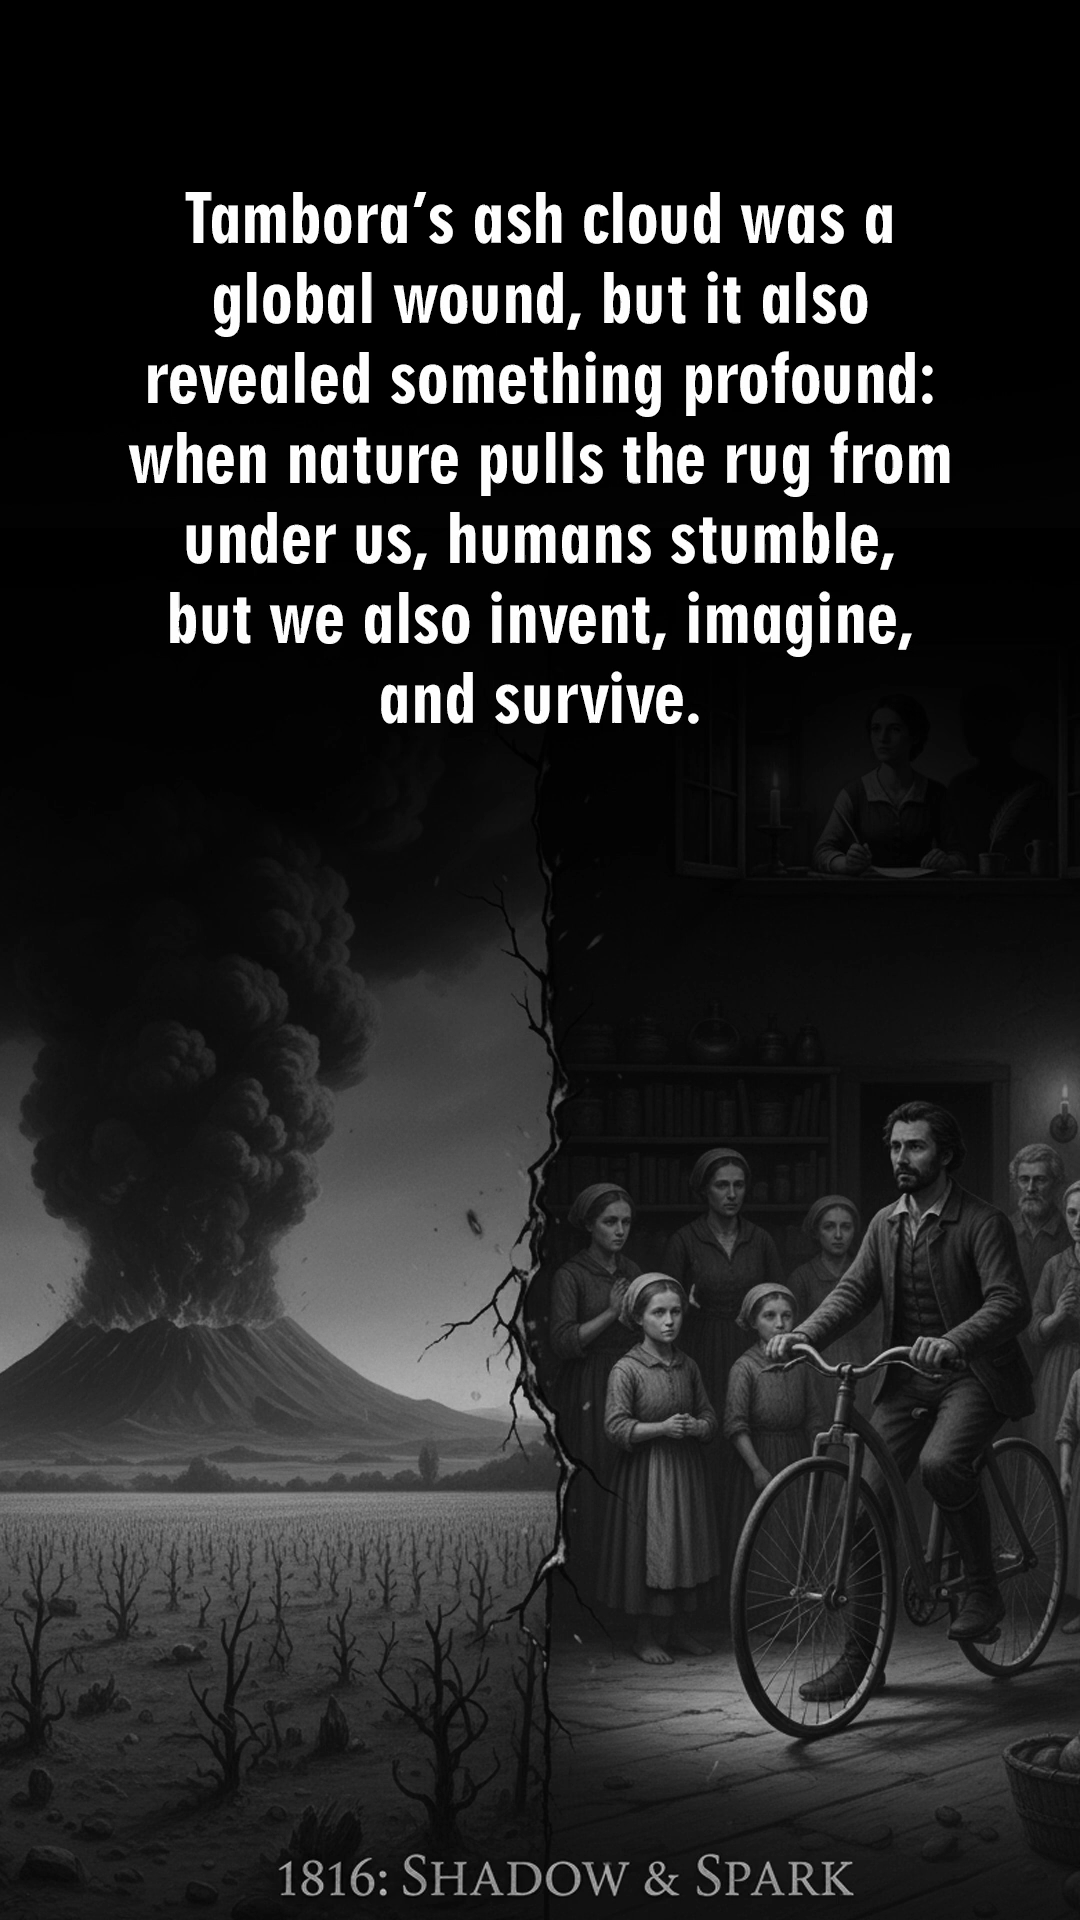 Tambora’s ash cloud was a
global wound, but it also
revealed something profound:
when nature pulls the rug from
under us, humans stumble,
but we also invent, imagine,
and survive.
1816: SHADOW & SPARK